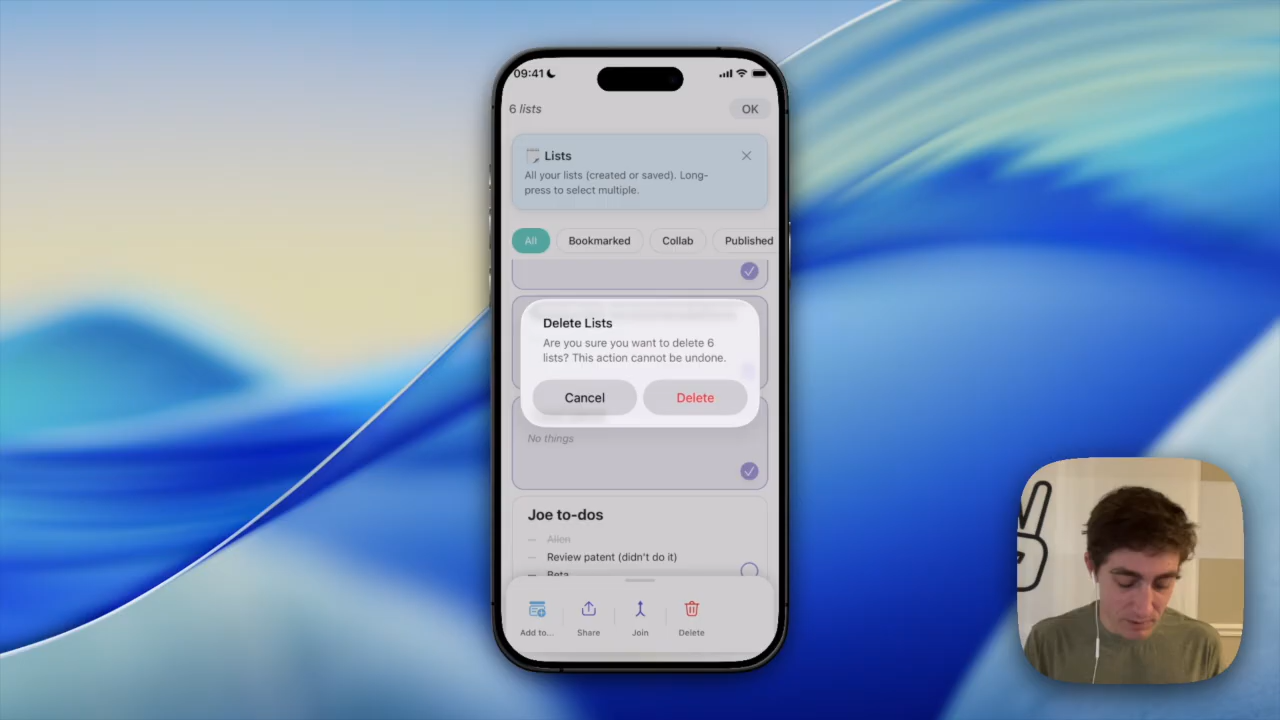 09:41
6 lists
OK
Lists
All your lists (created or saved). Long-
press to select multiple.
All
Bookmarked
Collab
Published
Delete Lists
Are you sure you want to delete 6
lists? This action cannot be undone.
Cancel
Delete
No things
Joe to-dos
Alien
Review patent (didn't do it)
Beta
Add to...
Share
Join
Delete